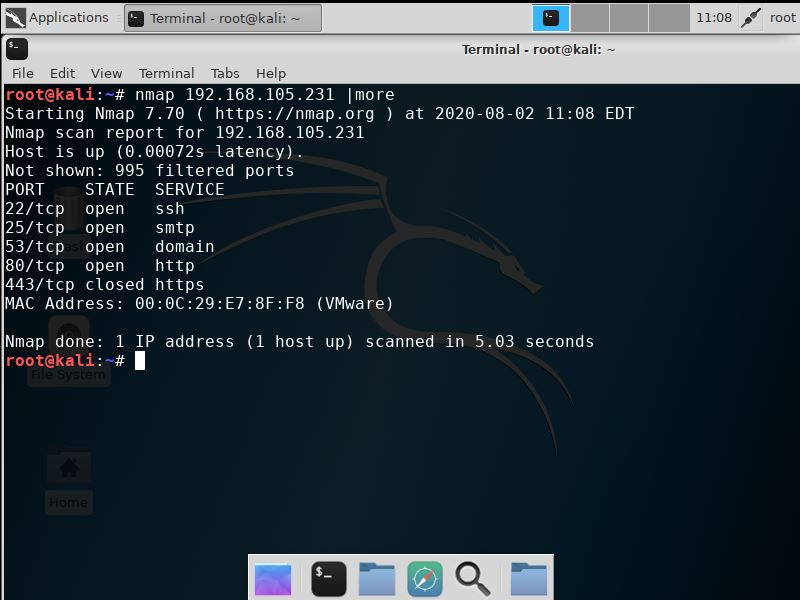 Applications Terminal - root@kali: ~ 11:08 root
Terminal - root@kali: ~
File Edit View Terminal Tabs Help
root@kali:~# nmap 192.168.105.231 |more
Starting Nmap 7.70 ( https://nmap.org ) at 2020-08-02 11:08 EDT
Nmap scan report for 192.168.105.231
Host is up (0.00072s latency).
Not shown: 995 filtered ports
PORT    STATE  SERVICE
22/tcp  open   ssh
25/tcp  open   smtp
53/tcp  open   domain
80/tcp  open   http
443/tcp closed https
MAC Address: 00:0C:29:E7:8F:F8 (VMware)
Nmap done: 1 IP address (1 host up) scanned in 5.03 seconds
root@kali:~#
File System
Home